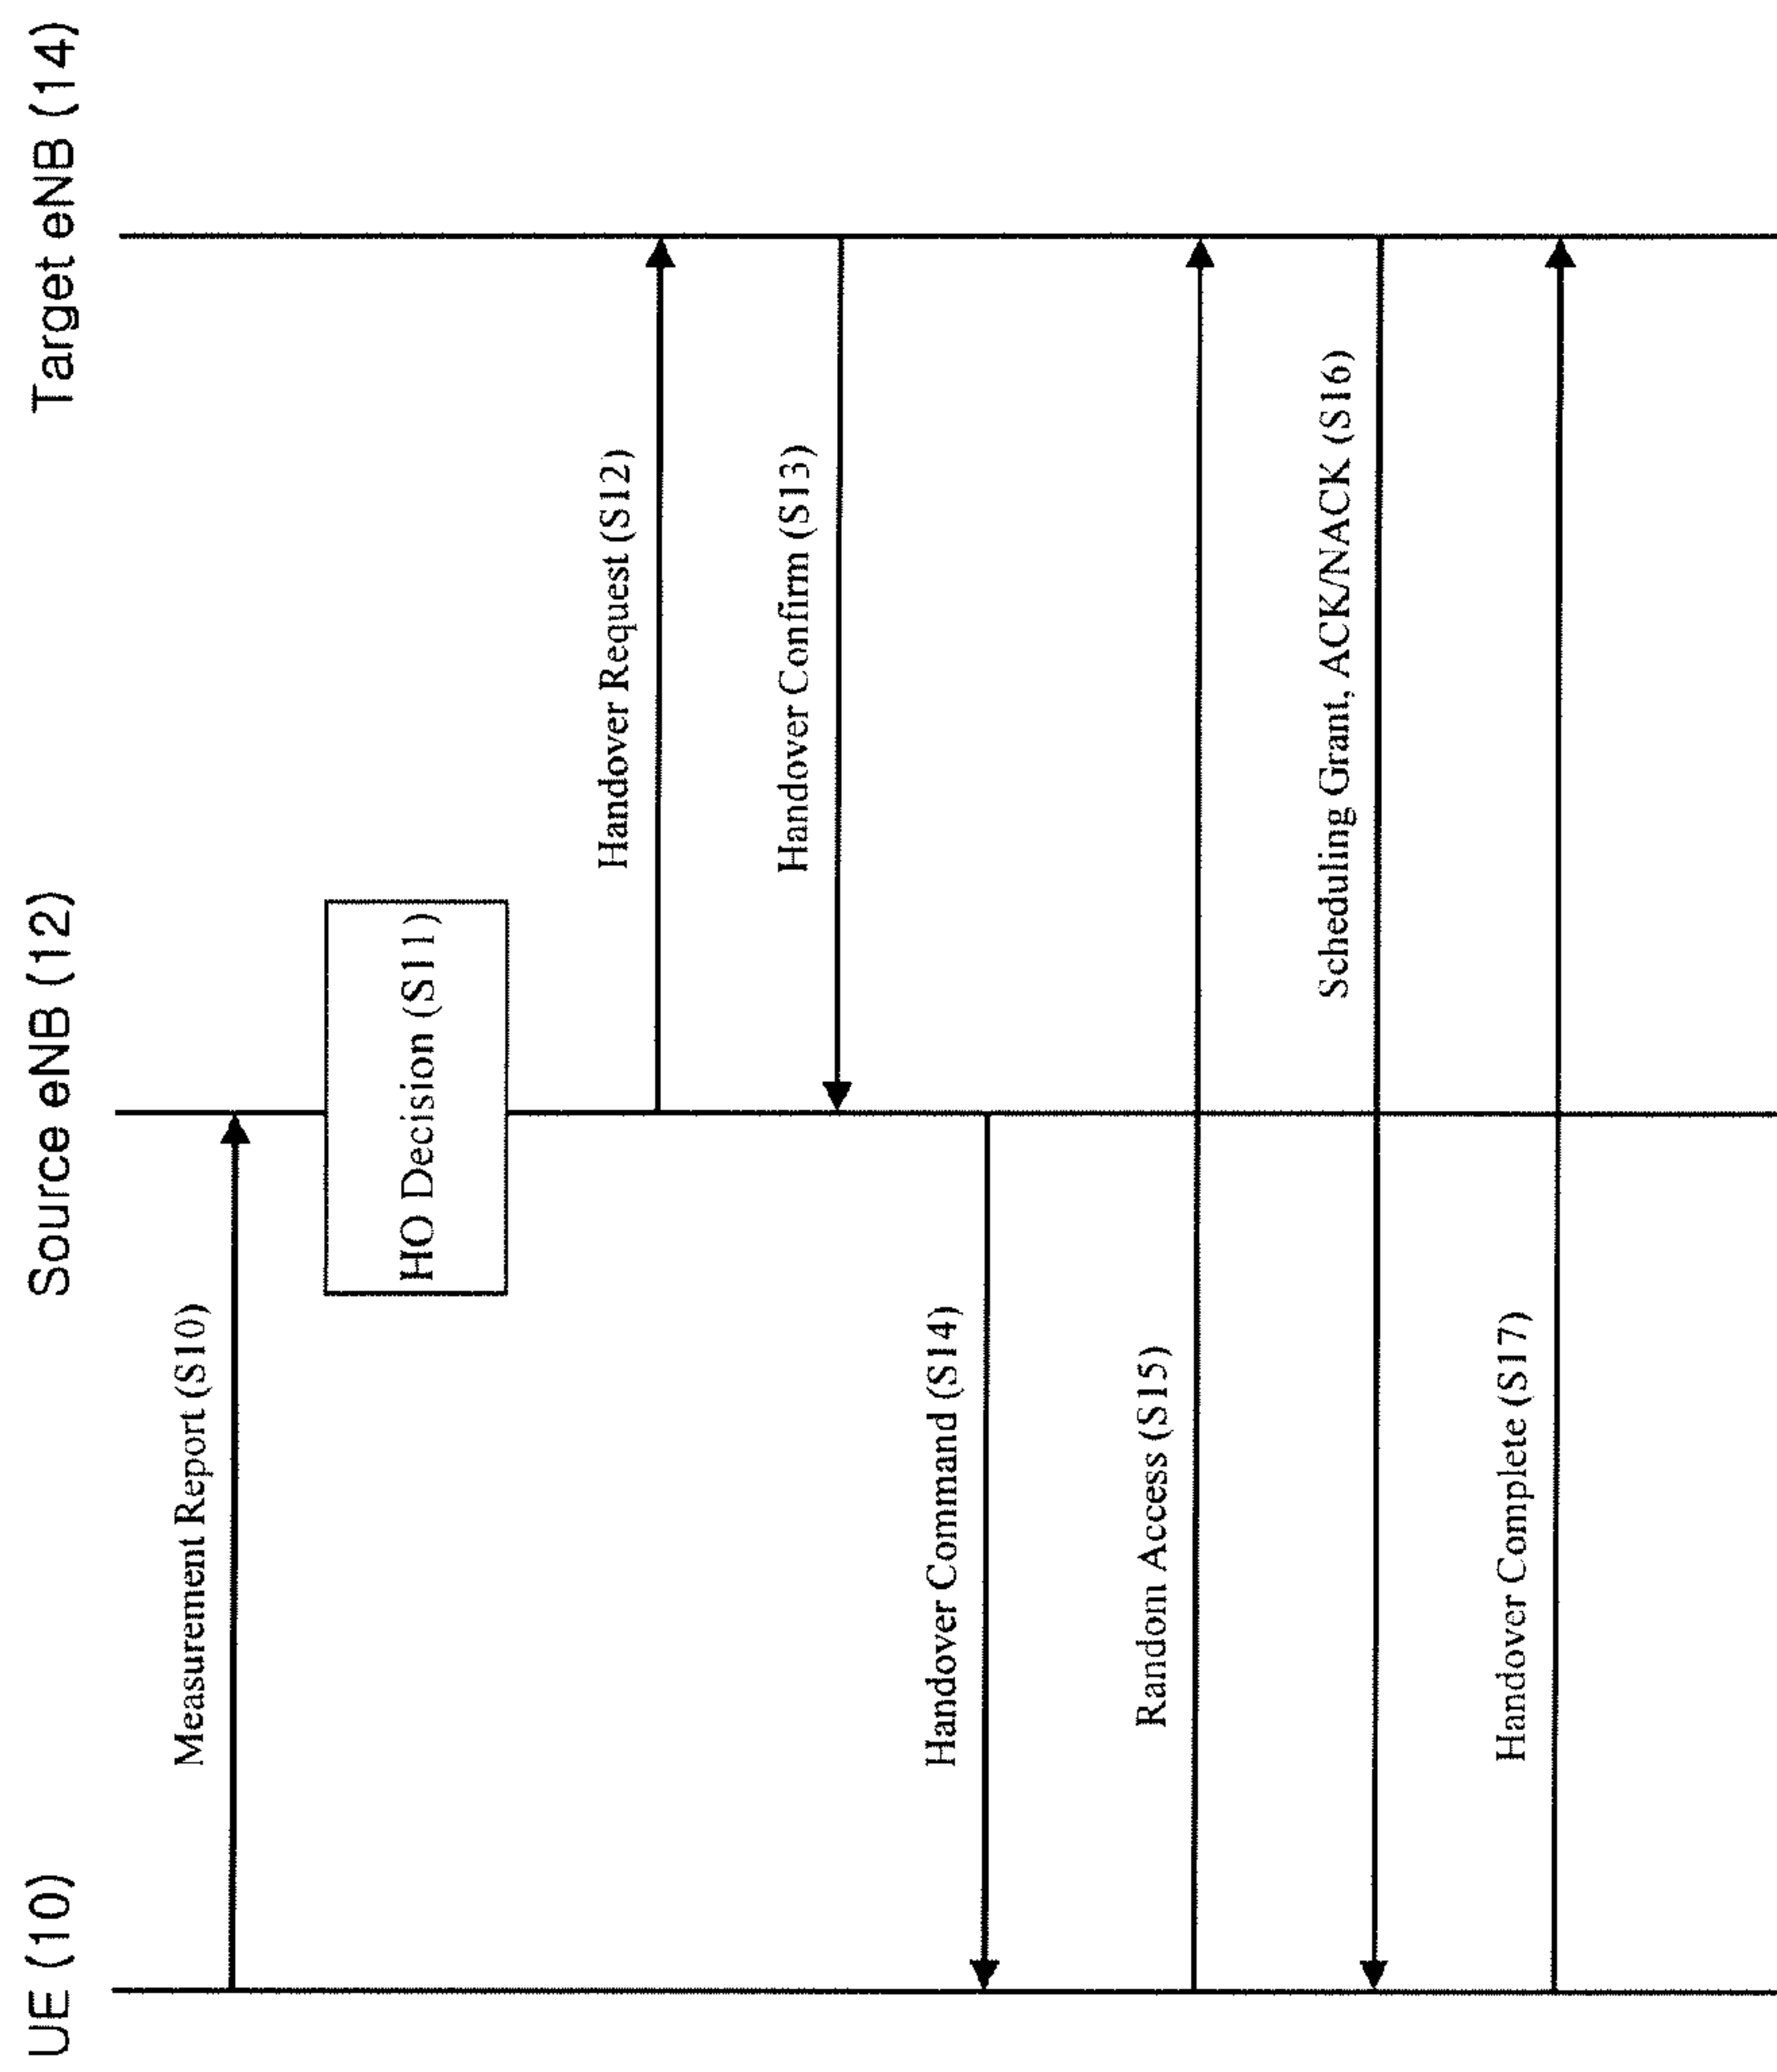 UE (10)
Source eNB (12)
Target eNB (14)
Measurement Report (S10)
HO Decision (S11)
Handover Request (S12)
Handover Confirm (S13)
Handover Command (S14)
Randon Access (S15)
Scheduling Grant, ACK/NACK (S16)
Handover Complete (S17)